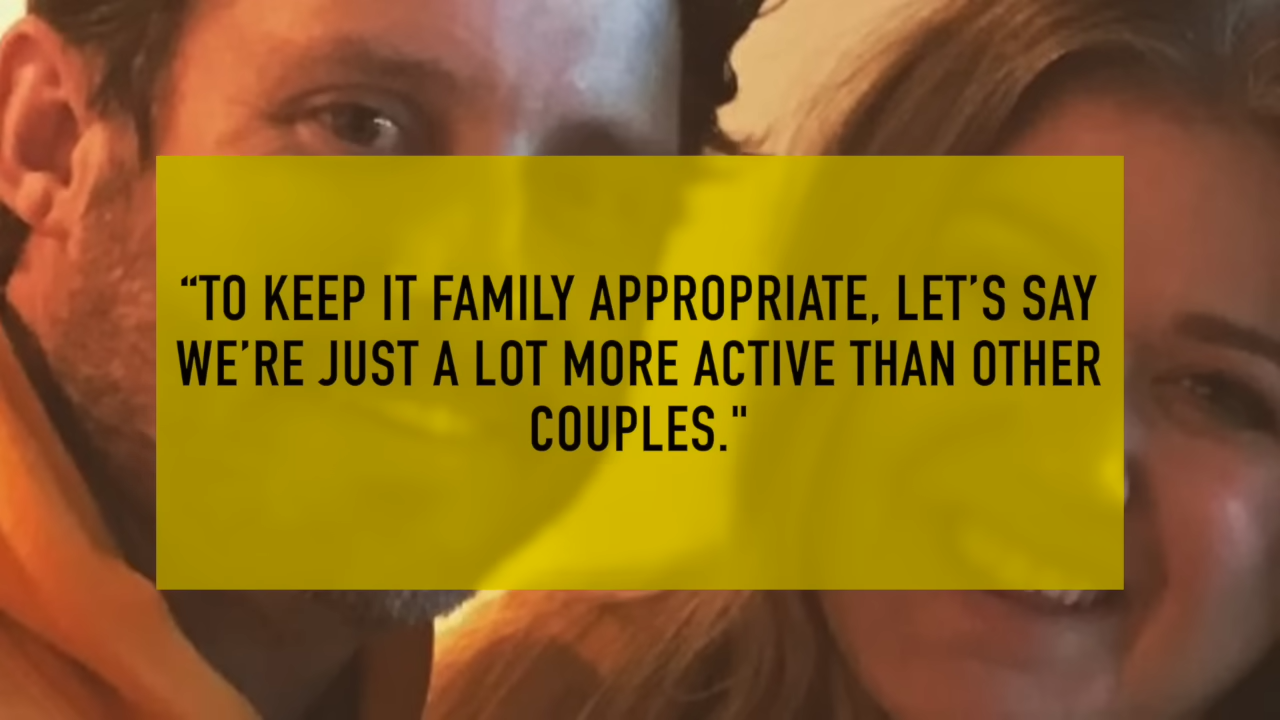 “TO KEEP IT FAMILY APPROPRIATE, LET’S SAY
WE’RE JUST A LOT MORE ACTIVE THAN OTHER
COUPLES."